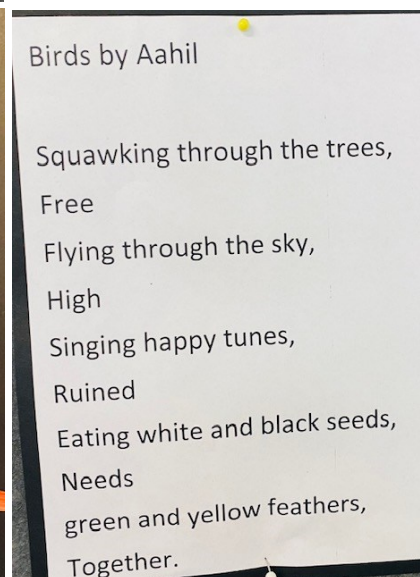 Birds by Aahil
Squawking through the trees,
Free
Flying through the sky,
High
Singing happy tunes,
Ruined
Eating white and black seeds,
Needs
green and yellow feathers,
Together.